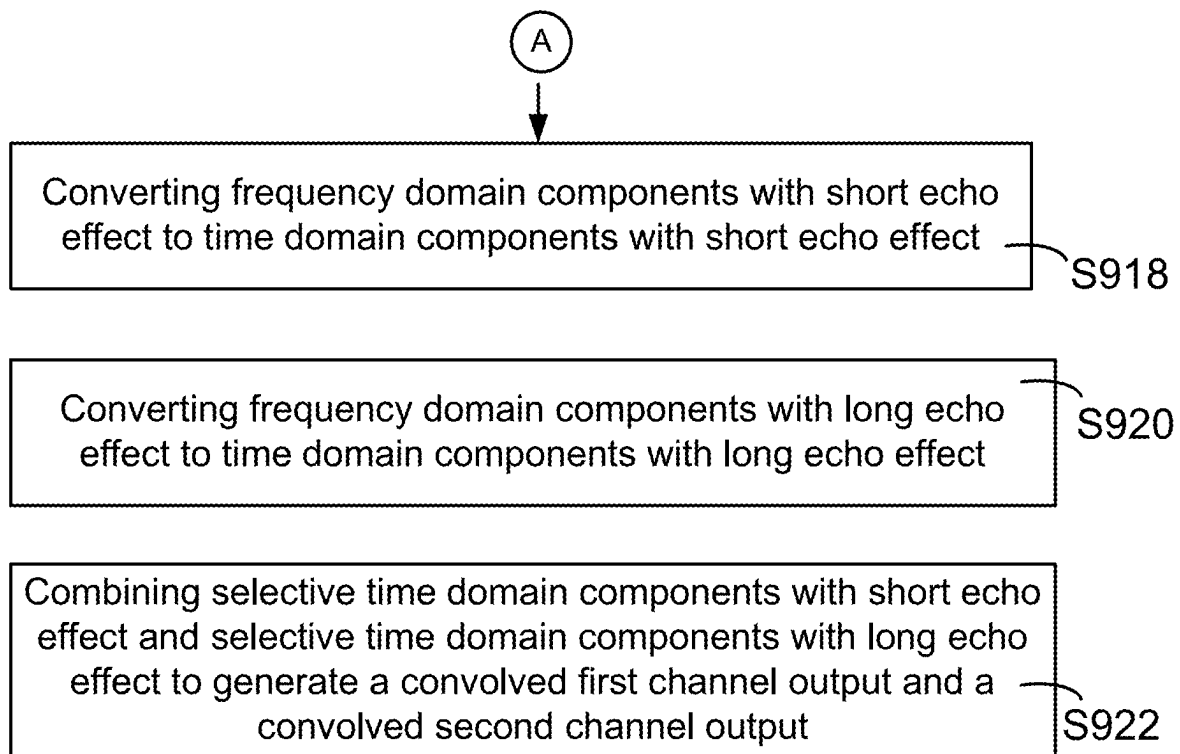 A
Converting frequency domain components with short echo
effect to time domain components with short echo effect
S918
Converting frequency domain components with long echo
effect to time domain components with long echo effect
S920
Combining selective time domain components with short echo
effect and selective time domain components with long echo
effect to generate a convolved first channel output and a
convolved second channel output
S922